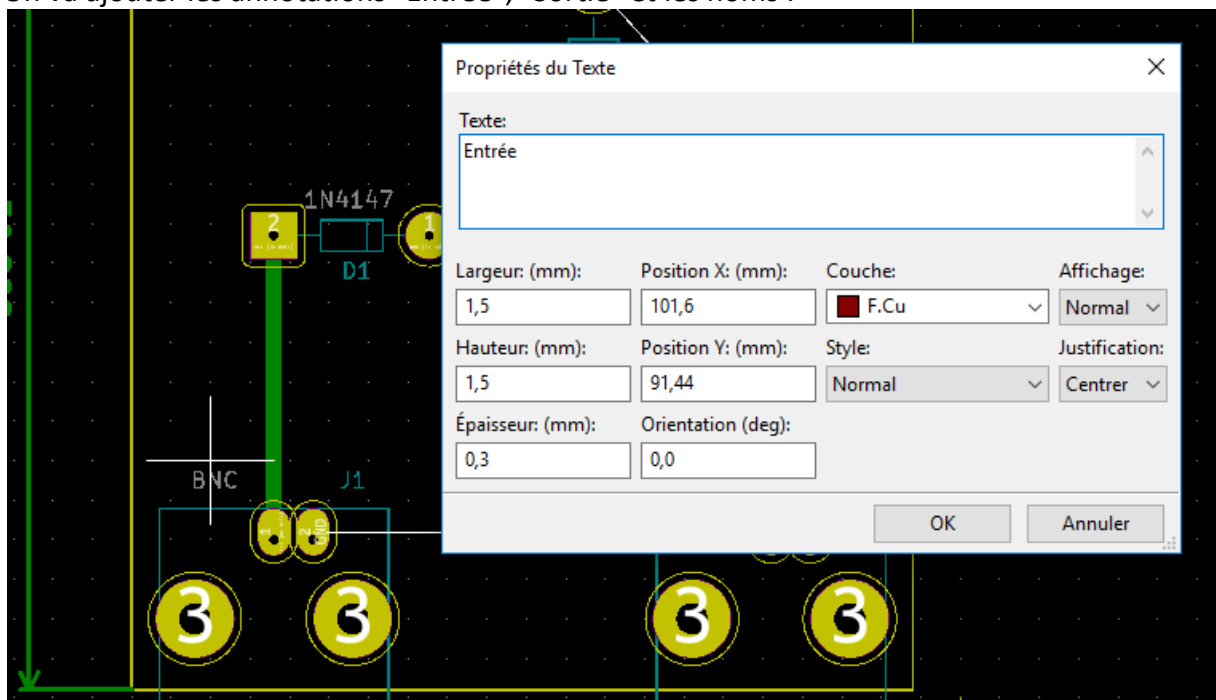 On va ajouter les annotations "Entrée", "Sortie" et les noms :
Propriétés du Texte
Texte:
Entrée
Largeur: (mm):
Position X: (mm):
Couche:
Affichage:
1,5
101,6
F.Cu
Normal
Hauteur: (mm):
Position Y: (mm):
Style:
Justification:
1,5
91,44
Normal
Centrer
Épaisseur: (mm):
Orientation (deg):
0,3
0,0
OK
Annuler
1N4147
2
1
D1
BNC
J1
1
2
GND
3
3
3
3